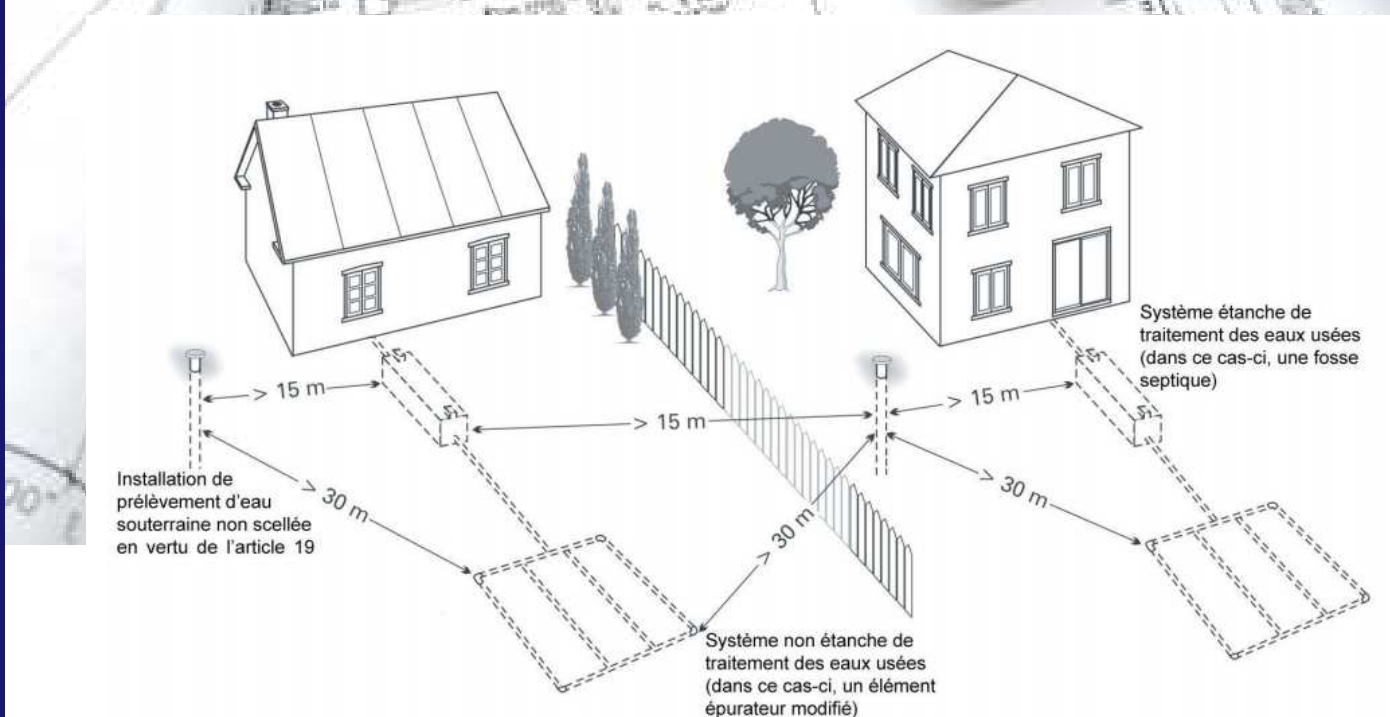 Système étanche de
traitement des eaux usées
(dans ce cas-ci, une fosse
septique)
> 15 m
> 15 m
> 15 m
Installation de
prélèvement d'eau
souterraine non scellée
en vertu de l'article 19
> 30 m
> 30 m
> 30 m
Système non étanche de
traitement des eaux usées
(dans ce cas-ci, un élément
épurateur modifié)